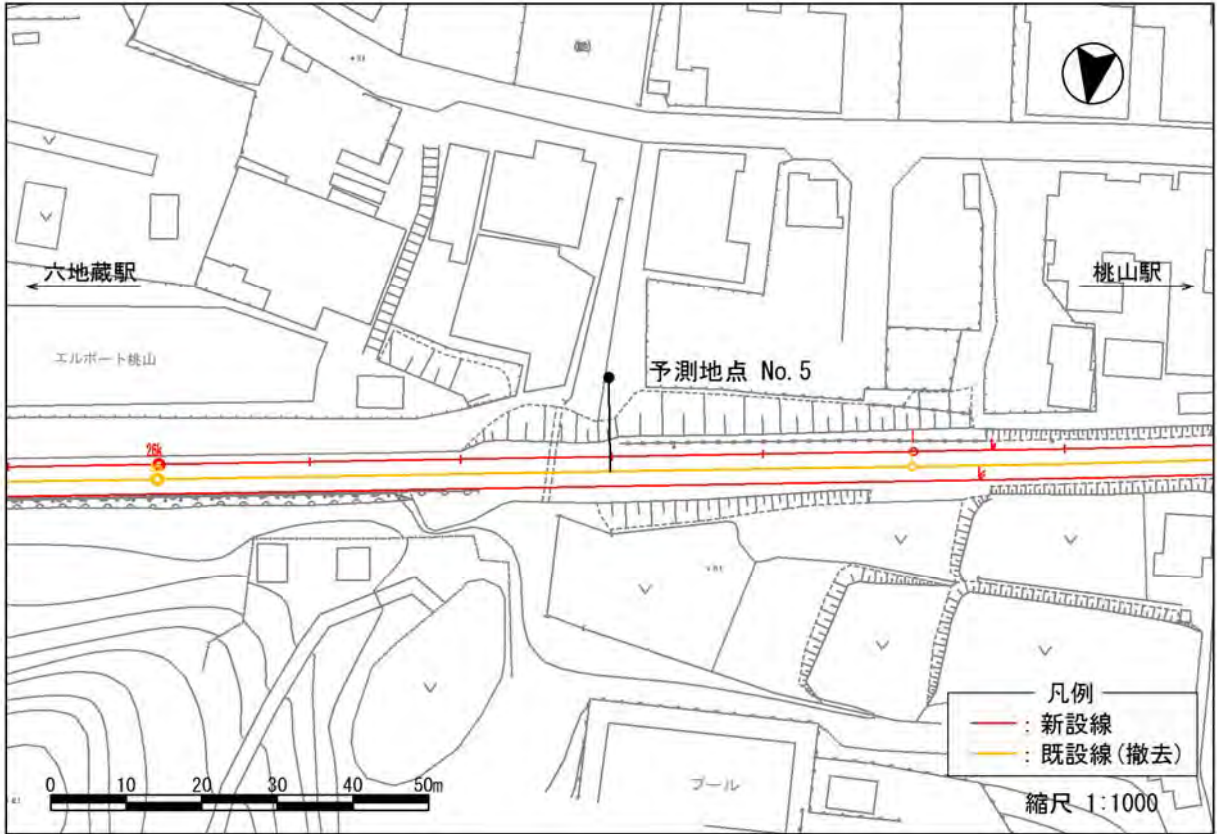 六地蔵駅
桃山駅
エルポート桃山
予測地点 No.5
26k
プール
凡例
: 新設線
: 既設線(撤去)
縮尺 1:1000
0 10 20 30 40 50m